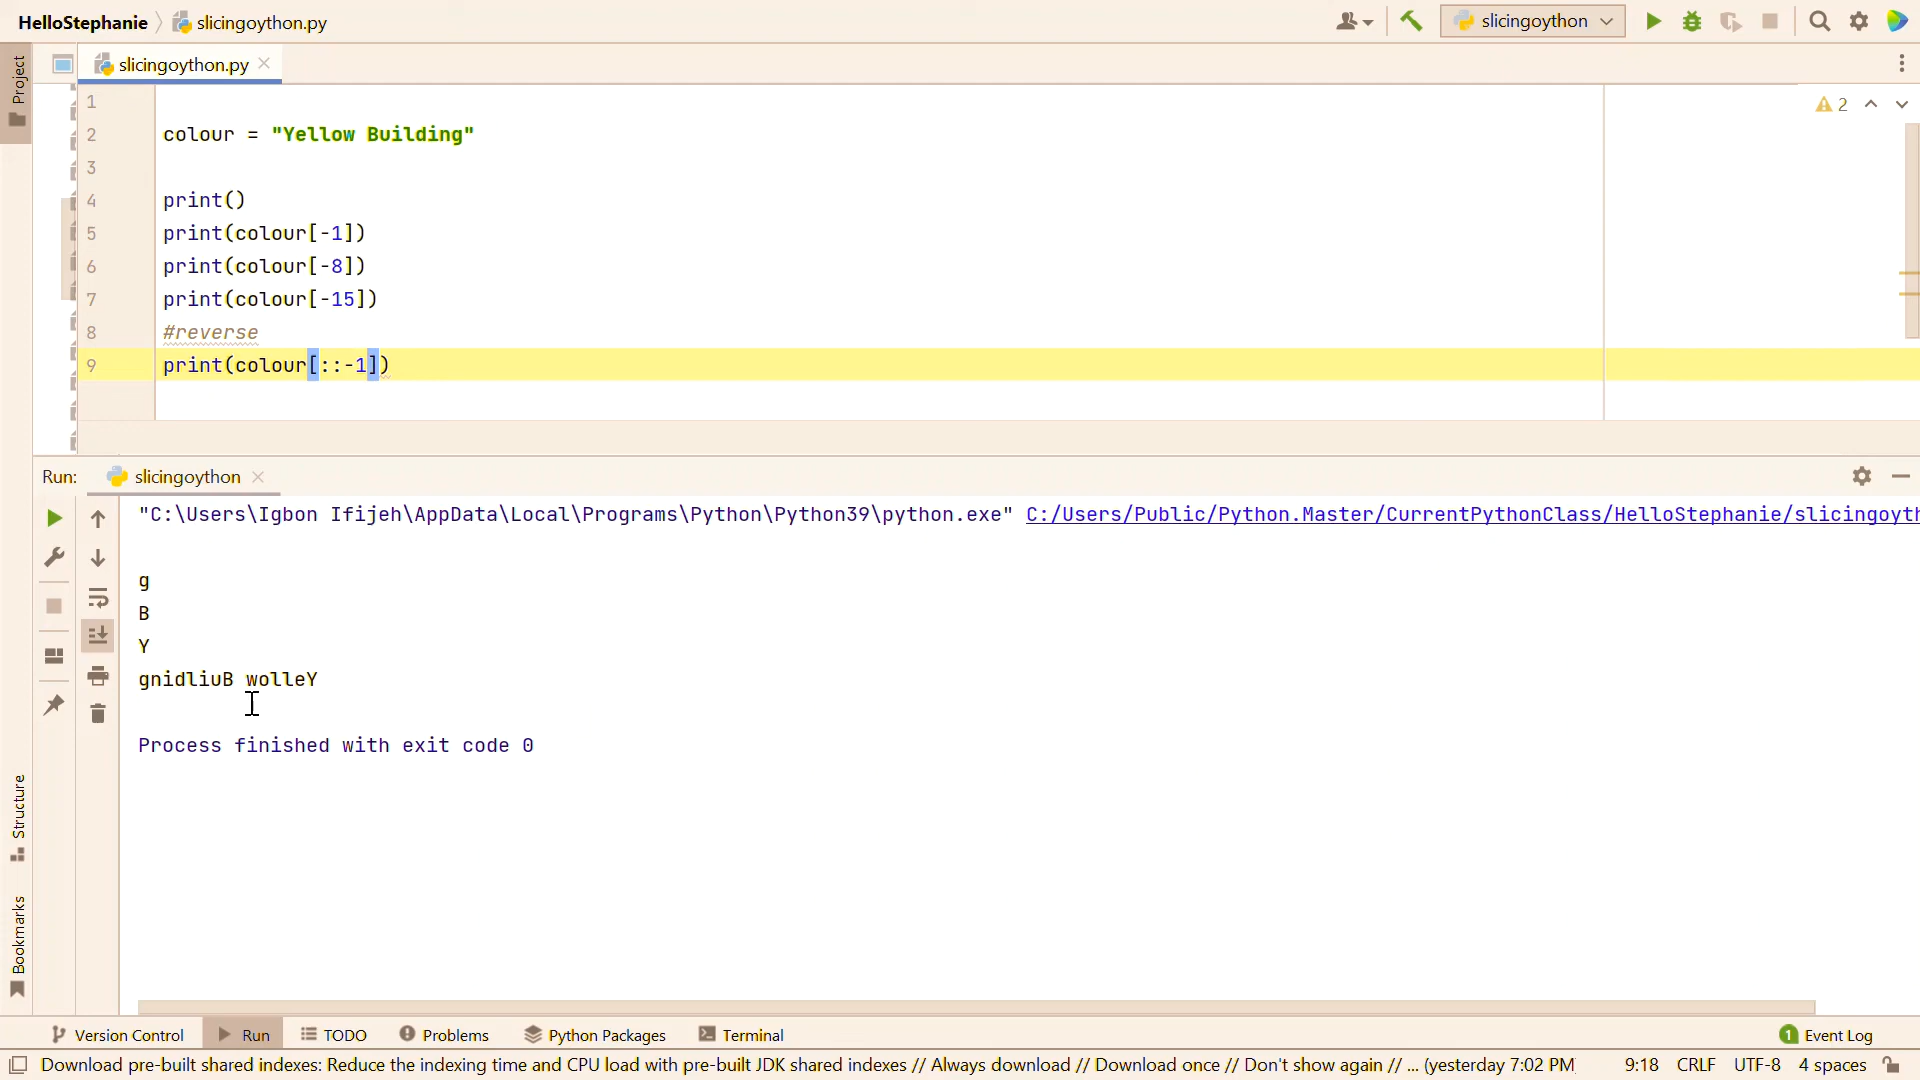 HelloStephanie slicingoython.py
slicingoython
Project
slicingoython.py
1
2 colour = "Yellow Building"
3
4 print()
5 print(colour[-1])
6 print(colour[-8])
7 print(colour[-15])
8 #reverse
9 print(colour[::-1])
2
Run: slicingoython
"C:\Users\Igbon Ifijeh\AppData\Local\Programs\Python\Python39\python.exe" C:/Users/Public/Python.Master/CurrentPythonClass/HelloStephanie/slicingoyth
g
B
Y
gnidliuB wolleY
Process finished with exit code 0
Structure
Bookmarks
Version Control Run TODO Problems Python Packages Terminal 1 Event Log
Download pre-built shared indexes: Reduce the indexing time and CPU load with pre-built JDK shared indexes // Always download // Download once // Don't show again // ... (yesterday 7:02 PM) 9:18 CRLF UTF-8 4 spaces